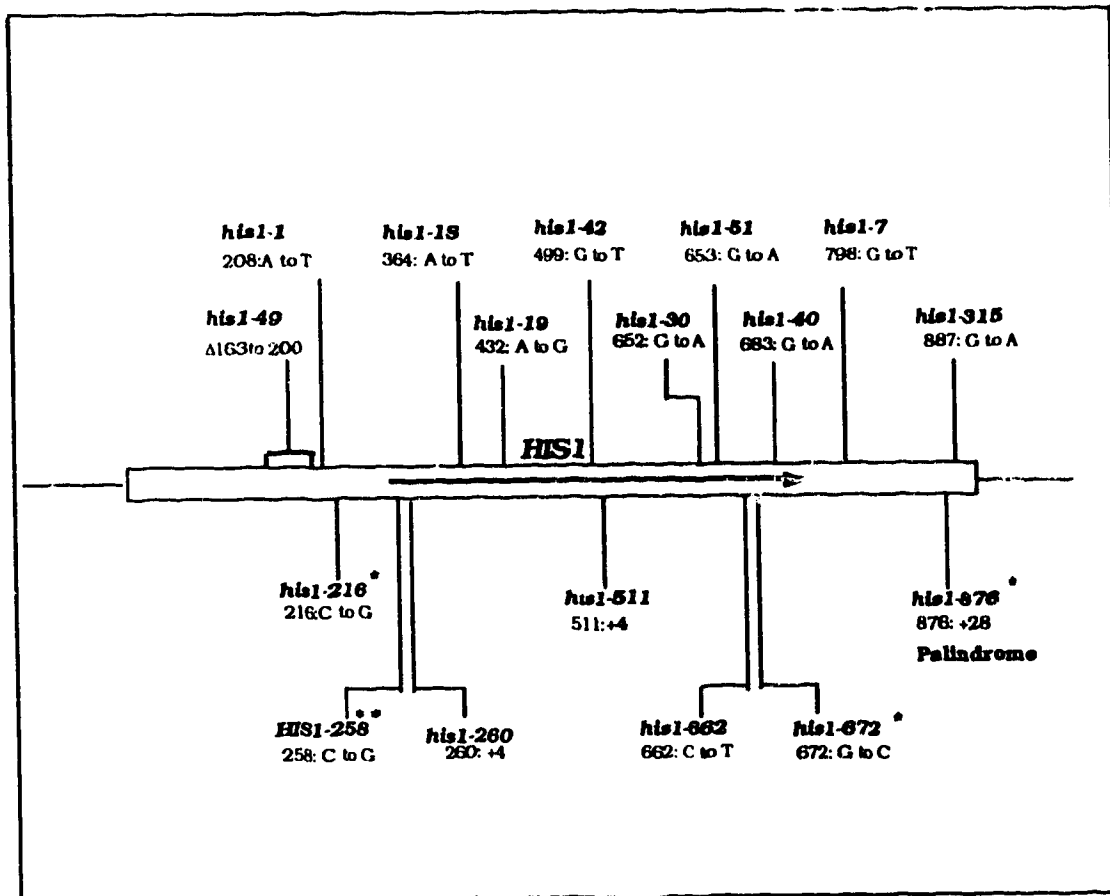 his1-1
208:A to T
his1-1S
364: A to T
his1-42
499: G to T
his1-51
653: G to A
his1-7
798: G to T
his1-49
Δ163 to 200
his1-19
432: A to G
his1-30
652: G to A
his1-40
683: G to A
his1-315
887: G to A
HIS1
his1-216*
216:C to G
his1-511
511:+4
his1-876*
876: +28
Palindrome
HIS1-258**
258: C to G
his1-260
260: +4
his1-662
662: C to T
his1-672*
672: G to C